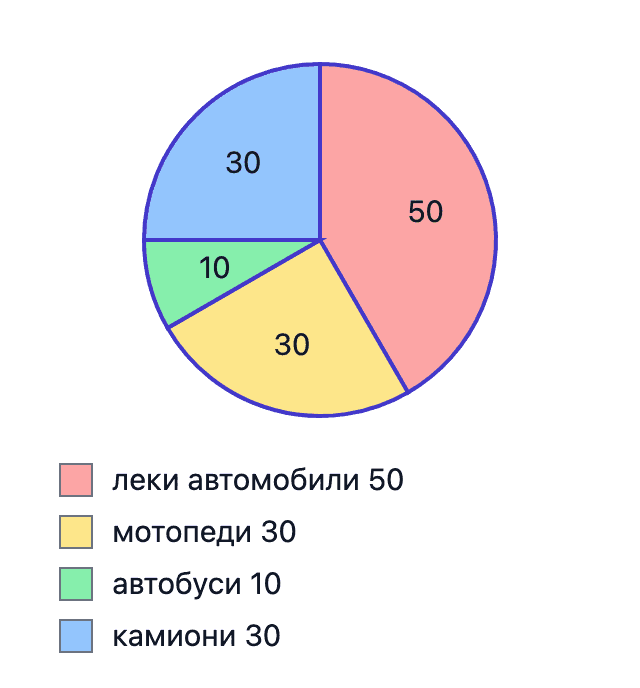 30
50
10
30
леки автомобили 50
мотопеди 30
автобуси 10
камиони 30